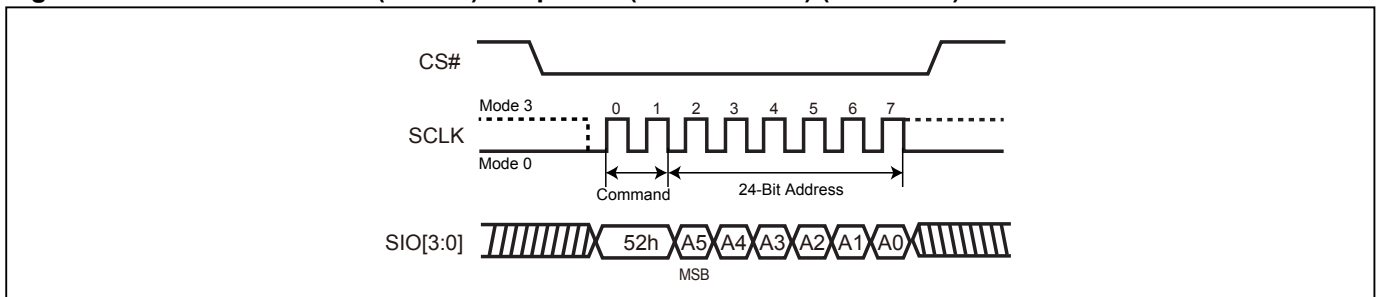 CS#
Mode 3
0 1 2 3 4 5 6 7
SCLK
Mode 0
Command
24-Bit Address
SIO[3:0]
52h A5 A4 A3 A2 A1 A0
MSB